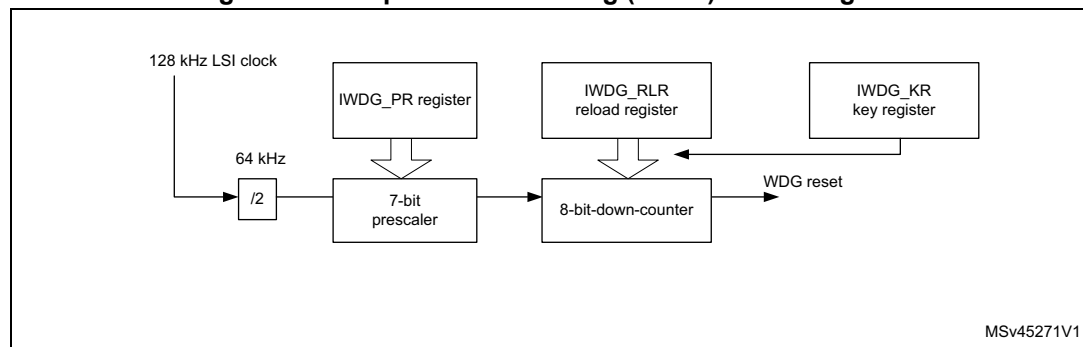 128 kHz LSI clock
IWDG_PR register
IWDG_RLR
reload register
IWDG_KR
key register
64 kHz
/2
7-bit
prescaler
8-bit-down-counter
WDG reset
MSv45271V1